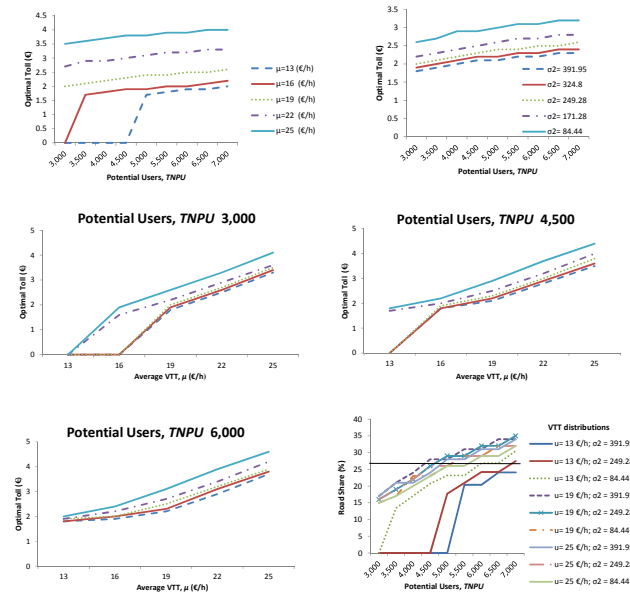 4.5
4
3.5
3
2.5
2
1.5
1
0.5
0
Optimal Toll (€)
3,000
3,500
4,000
4,500
5,000
5,500
6,000
6,500
7,000
Potential Users, TNPU
μ=13 (€/h)
μ=16 (€/h)
μ=19 (€/h)
μ=22 (€/h)
μ=25 (€/h)
3.5
3
2.5
2
1.5
1
0.5
0
Optimal Toll (€)
3,000
3,500
4,000
4,500
5,000
5,500
6,000
6,500
7,000
Potential Users, TNPU
σ2= 391.95
σ2= 324.8
σ2= 249.28
σ2= 171.28
σ2= 84.44
Potential Users, TNPU 3,000
5
4
3
2
1
0
Optimal Toll (€)
13
16
19
22
25
Average VTT, μ (€/h)
Potential Users, TNPU 4,500
5
4
3
2
1
0
Optimal Toll (€)
13
16
19
22
25
Average VTT, μ (€/h)
Potential Users, TNPU 6,000
5
4
3
2
1
0
Optimal Toll (€)
13
16
19
22
25
Average VTT, μ (€/h)
40
35
30
25
20
15
10
5
0
Road Share (%)
3,000
3,500
4,000
4,500
5,000
5,500
6,000
6,500
7,000
Potential Users, TNPU
VTT distributions
u= 13 €/h; o2 = 391.9
u= 13 €/h; o2 = 249.2
u= 13 €/h; o2 = 84.44
u= 19 €/h; o2 = 391.9
u= 19 €/h; o2 = 249.2
u= 19 €/h; o2 = 84.44
u= 25 €/h; o2 = 391.9
u= 25 €/h; o2 = 249.2
u= 25 €/h; o2 = 84.44